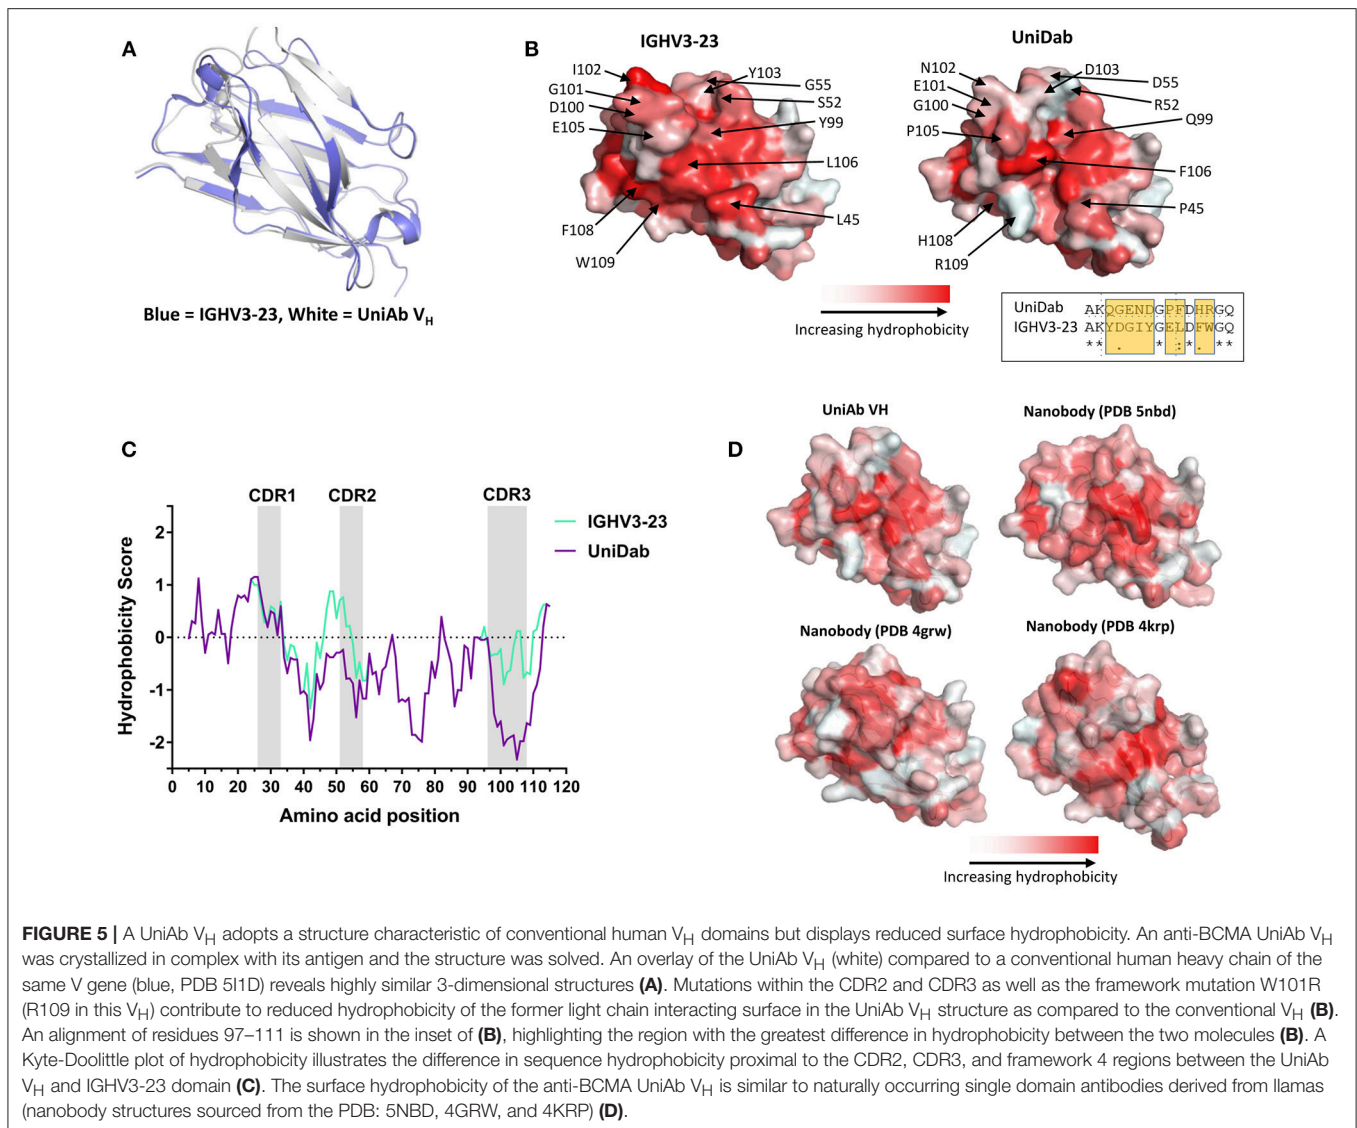 A
Blue = IGHV3-23, White = UniAb VH
B
IGHV3-23
I102
G101
D100
E105
F108
W109
Y103
G55
S52
Y99
L106
L45
UniDab
N102
E101
G100
P105
H108
R109
D103
D55
R52
Q99
F106
P45
Increasing hydrophobicity
UniDab AKQGENDGPFDHRGQ
IGHV3-23 AKYDGIYGELDFWGQ
** . * :*. **
C
CDR1 CDR2 CDR3
IGHV3-23
UniDab
Hydrophobicity Score
2
1
0
-1
-2
0 10 20 30 40 50 60 70 80 90 100 110 120
Amino acid position
D
UniAb VH
Nanobody (PDB 5nbd)
Nanobody (PDB 4grw)
Nanobody (PDB 4krp)
Increasing hydrophobicity
FIGURE 5 | A UniAb VH adopts a structure characteristic of conventional human VH domains but displays reduced surface hydrophobicity. An anti-BCMA UniAb VH
was crystallized in complex with its antigen and the structure was solved. An overlay of the UniAb VH (white) compared to a conventional human heavy chain of the
same V gene (blue, PDB 5I1D) reveals highly similar 3-dimensional structures (A). Mutations within the CDR2 and CDR3 as well as the framework mutation W101R
(R109 in this VH) contribute to reduced hydrophobicity of the former light chain interacting surface in the UniAb VH structure as compared to the conventional VH (B).
An alignment of residues 97–111 is shown in the inset of (B), highlighting the region with the greatest difference in hydrophobicity between the two molecules (B). A
Kyte-Doolittle plot of hydrophobicity illustrates the difference in sequence hydrophobicity proximal to the CDR2, CDR3, and framework 4 regions between the UniAb
VH and IGHV3-23 domain (C). The surface hydrophobicity of the anti-BCMA UniAb VH is similar to naturally occurring single domain antibodies derived from llamas
(nanobody structures sourced from the PDB: 5NBD, 4GRW, and 4KRP) (D).